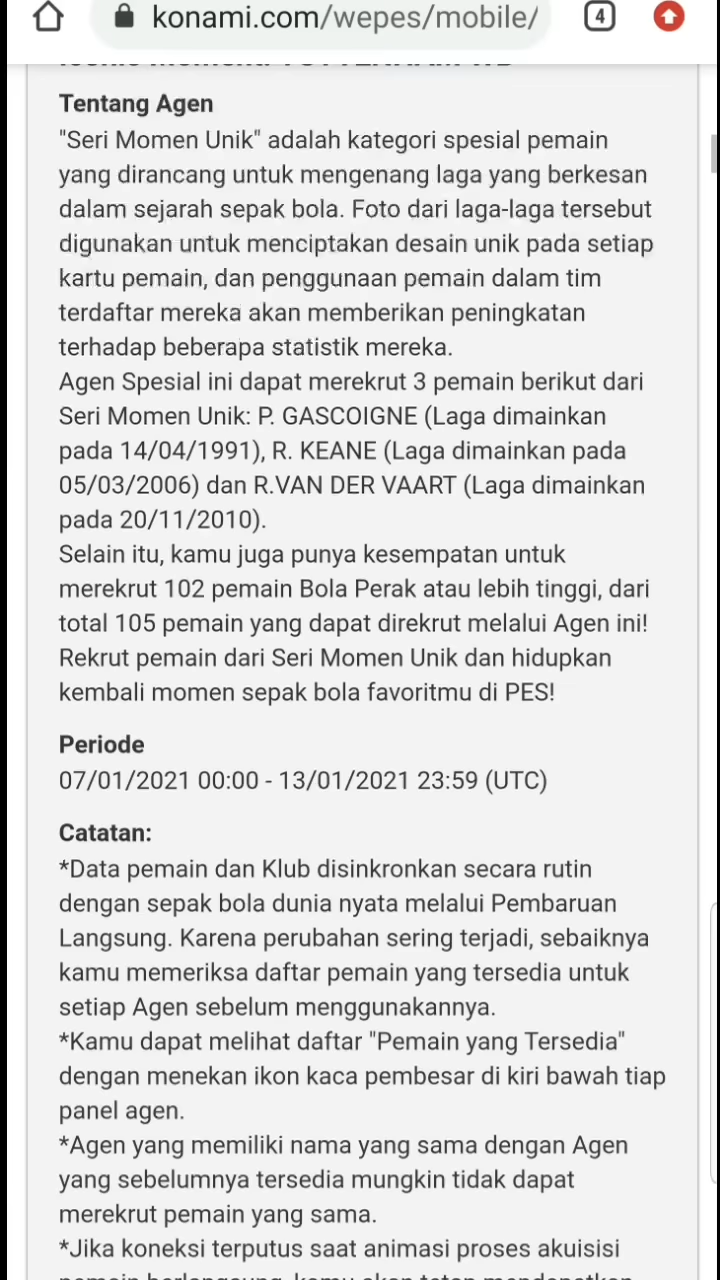 konami.com/wepes/mobile/
4
Tentang Agen
"Seri Momen Unik" adalah kategori spesial pemain
yang dirancang untuk mengenang laga yang berkesan
dalam sejarah sepak bola. Foto dari laga-laga tersebut
digunakan untuk menciptakan desain unik pada setiap
kartu pemain, dan penggunaan pemain dalam tim
terdaftar mereka akan memberikan peningkatan
terhadap beberapa statistik mereka.
Agen Spesial ini dapat merekrut 3 pemain berikut dari
Seri Momen Unik: P. GASCOIGNE (Laga dimainkan
pada 14/04/1991), R. KEANE (Laga dimainkan pada
05/03/2006) dan R.VAN DER VAART (Laga dimainkan
pada 20/11/2010).
Selain itu, kamu juga punya kesempatan untuk
merekrut 102 pemain Bola Perak atau lebih tinggi, dari
total 105 pemain yang dapat direkrut melalui Agen ini!
Rekrut pemain dari Seri Momen Unik dan hidupkan
kembali momen sepak bola favoritmu di PES!
Periode
07/01/2021 00:00 - 13/01/2021 23:59 (UTC)
Catatan:
*Data pemain dan Klub disinkronkan secara rutin
dengan sepak bola dunia nyata melalui Pembaruan
Langsung. Karena perubahan sering terjadi, sebaiknya
kamu memeriksa daftar pemain yang tersedia untuk
setiap Agen sebelum menggunakannya.
*Kamu dapat melihat daftar "Pemain yang Tersedia"
dengan menekan ikon kaca pembesar di kiri bawah tiap
panel agen.
*Agen yang memiliki nama yang sama dengan Agen
yang sebelumnya tersedia mungkin tidak dapat
merekrut pemain yang sama.
*Jika koneksi terputus saat animasi proses akuisisi